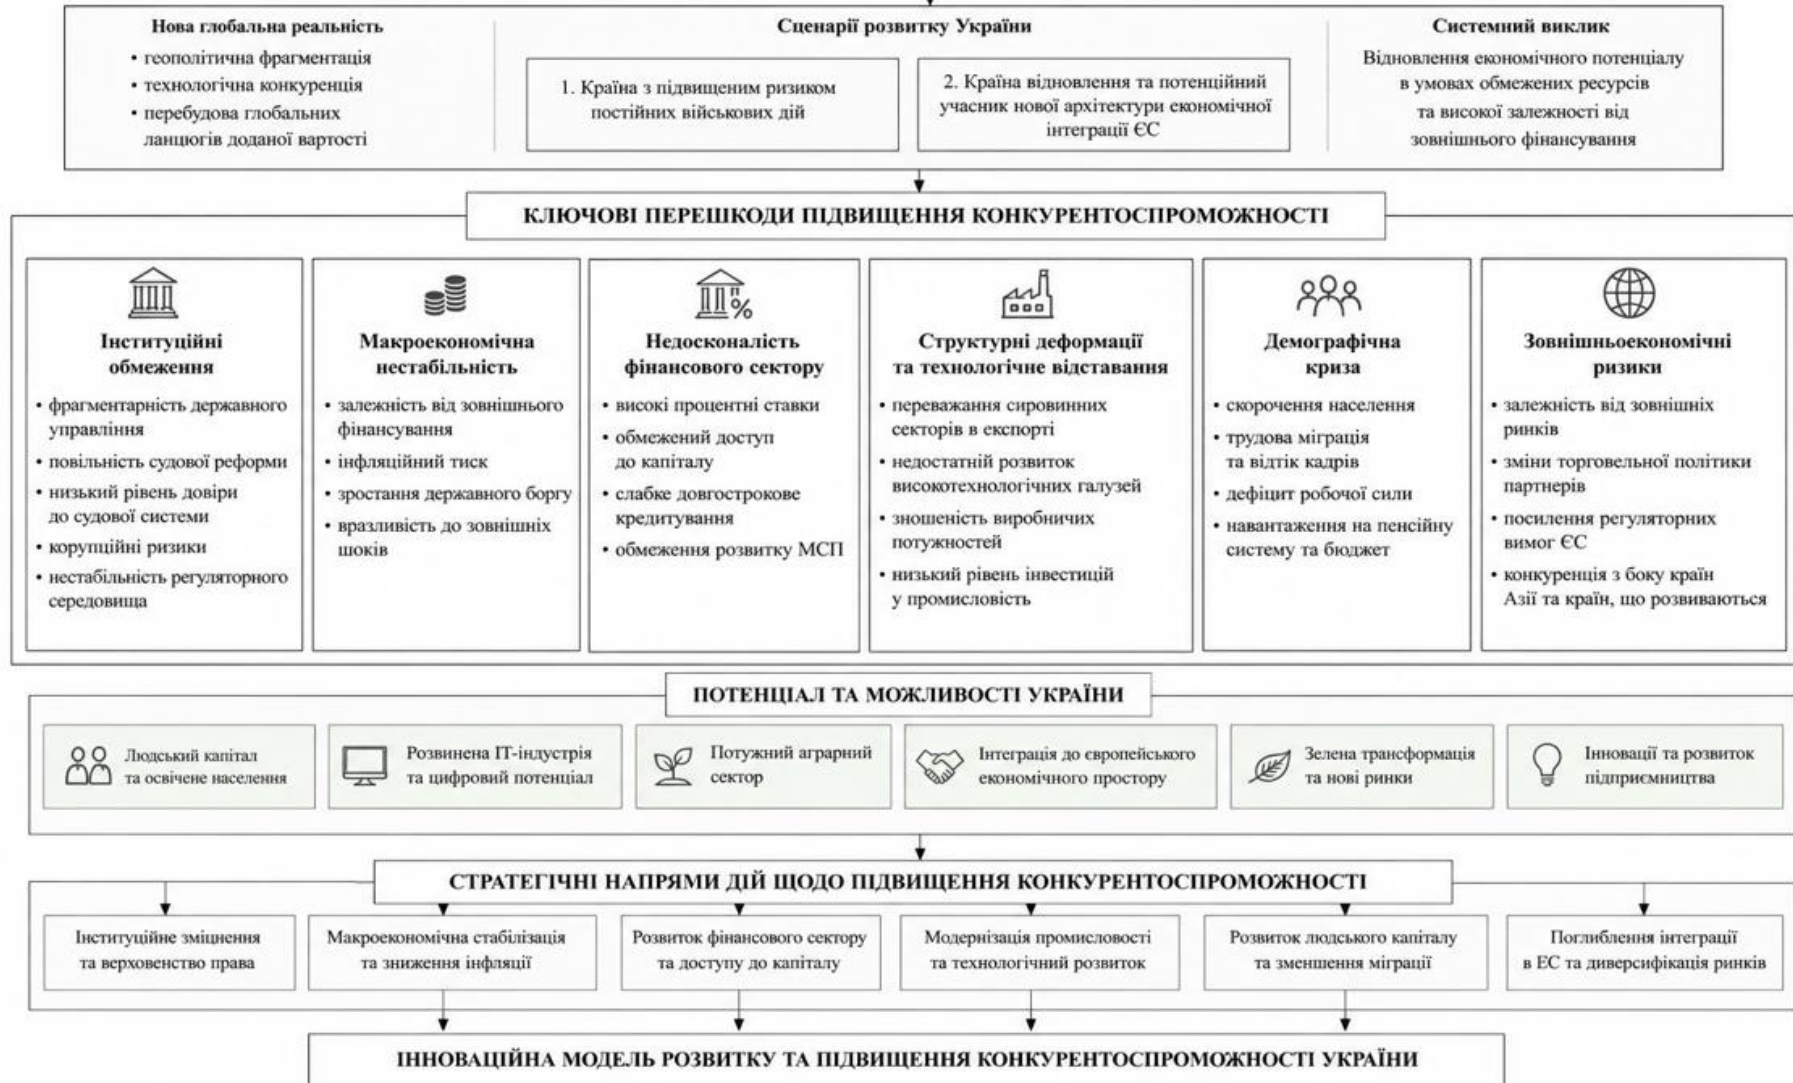 Нова глобальна реальність
• геополітична фрагментація
• технологічна конкуренція
• перебудова глобальних
ланцюгів доданої вартості
Сценарії розвитку України
1. Країна з підвищеним ризиком
постійних військових дій
2. Країна відновлення та потенційний
учасник нової архітектури економічної
інтеграції ЄС
Системний виклик
Відновлення економічного потенціалу
в умовах обмежених ресурсів
та високої залежності від
зовнішнього фінансування
КЛЮЧОВІ ПЕРЕШКОДИ ПІДВИЩЕННЯ КОНКУРЕНТОСПРОМОЖНОСТІ
Інституційні
обмеження
• фрагментарність державного
управління
• повільність судової реформи
• низький рівень довіри
до судової системи
• корупційні ризики
• нестабільність регуляторного
середовища
Макроекономічна
нестабільність
• залежність від зовнішнього
фінансування
• інфляційний тиск
• зростання державного боргу
• вразливість до зовнішніх
шоків
%
Недосконалість
фінансового сектору
• високі процентні ставки
• обмежений доступ
до капіталу
• слабке довгострокове
кредитування
• обмеження розвитку МСП
Структурні деформації
та технологічне відставання
• переважання сировинних
секторів в експорті
• недостатній розвиток
високотехнологічних галузей
• зношеність виробничих
потужностей
• низький рівень інвестицій
у промисловість
Демографічна
криза
• скорочення населення
• трудова міграція
та відтік кадрів
• дефіцит робочої сили
• навантаження на пенсійну
систему та бюджет
Зовнішньоекономічні
ризики
• залежність від зовнішніх
ринків
• зміни торговельної політики
партнерів
• посилення регуляторних
вимог ЄС
• конкуренція з боку країн
Азії та країн, що розвиваються
ПОТЕНЦІАЛ ТА МОЖЛИВОСТІ УКРАЇНИ
Людський капітал
та освічене населення
Розвинена ІТ-індустрія
та цифровий потенціал
Потужний аграрний
сектор
Інтеграція до європейського
економічного простору
Зелена трансформація
та нові ринки
Інновації та розвиток
підприємництва
СТРАТЕГІЧНІ НАПРЯМИ ДІЙ ЩОДО ПІДВИЩЕННЯ КОНКУРЕНТОСПРОМОЖНОСТІ
Інституційне зміцнення
та верховенство права
Макроекономічна стабілізація
та зниження інфляції
Розвиток фінансового сектору
та доступу до капіталу
Модернізація промисловості
та технологічний розвиток
Розвиток людського капіталу
та зменшення міграції
Поглиблення інтеграції
в ЕС та диверсифікація ринків
ІННОВАЦІЙНА МОДЕЛЬ РОЗВИТКУ ТА ПІДВИЩЕННЯ КОНКУРЕНТОСПРОМОЖНОСТІ УКРАЇНИ